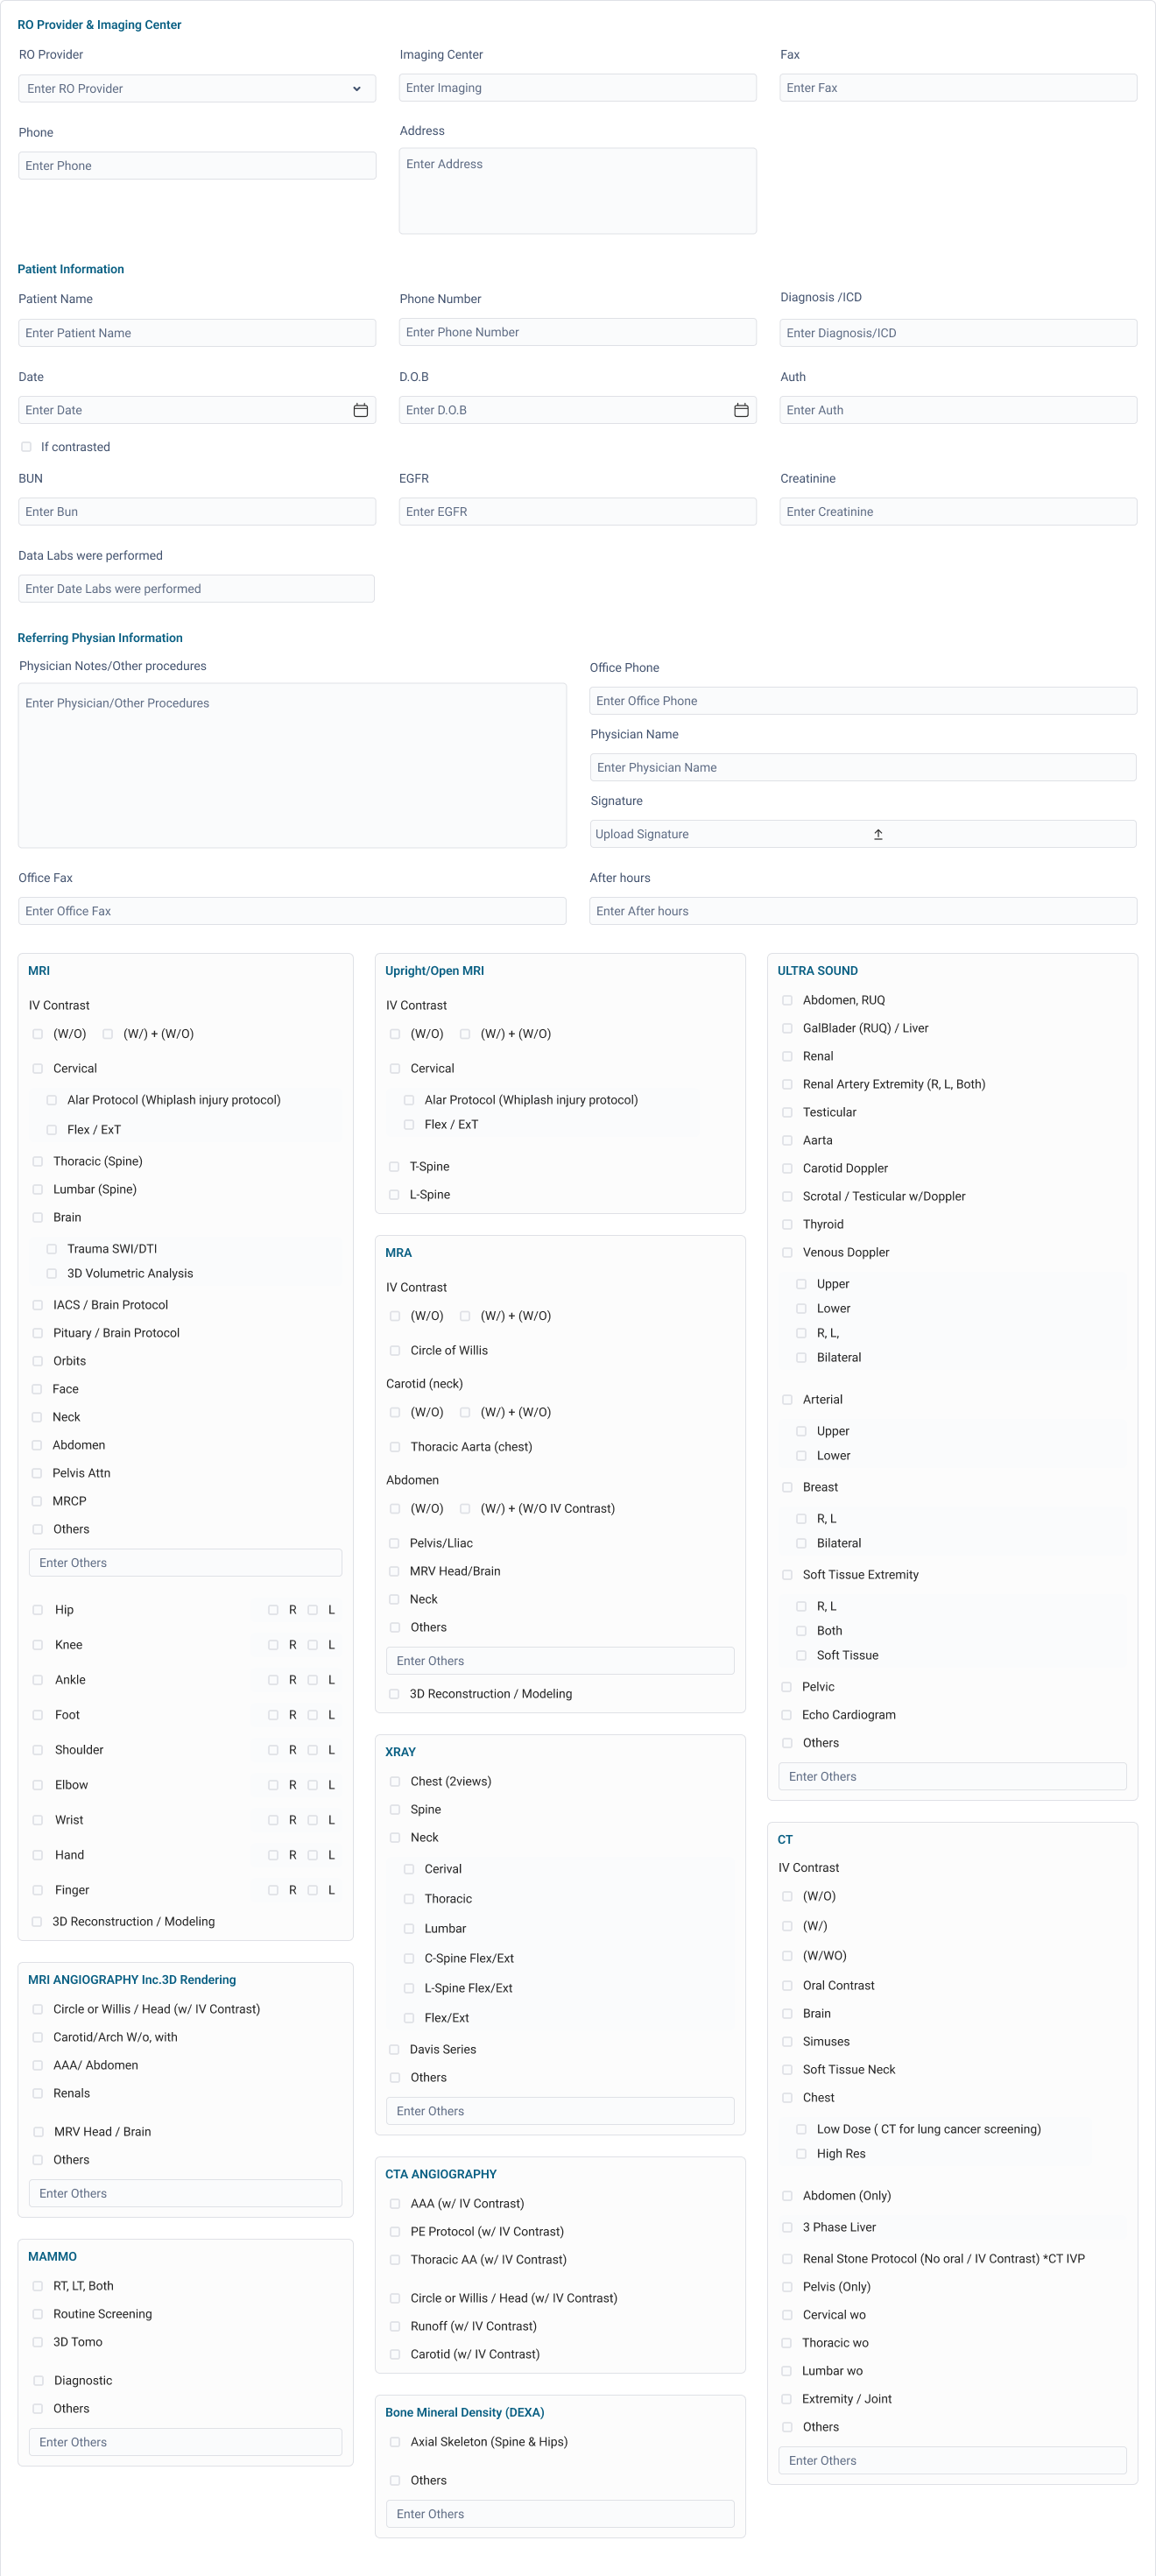 RO Provider & Imaging Center
RO Provider
Imaging Center
Fax
Enter RO Provider
Enter Imaging
Enter Fax
Phone
Address
Enter Phone
Enter Address
Patient Information
Patient Name
Phone Number
Diagnosis /ICD
Enter Patient Name
Enter Phone Number
Enter Diagnosis/ICD
Date
D.O.B
Auth
Enter Date
Enter D.O.B
Enter Auth
If contrasted
BUN
EGFR
Creatinine
Enter Bun
Enter EGFR
Enter Creatinine
Data Labs were performed
Enter Date Labs were performed
Referring Physian Information
Physician Notes/Other procedures
Enter Physician/Other Procedures
Office Phone
Enter Office Phone
Physician Name
Enter Physician Name
Signature
Upload Signature
Office Fax
After hours
Enter Office Fax
Enter After hours
MRI
IV Contrast
(W/O) (W/) + (W/O)
Cervical
Alar Protocol (Whiplash injury protocol)
Flex / ExT
Thoracic (Spine)
Lumbar (Spine)
Brain
Trauma SWI/DTI
3D Volumetric Analysis
IACS / Brain Protocol
Pituary / Brain Protocol
Orbits
Face
Neck
Abdomen
Pelvis Attn
MRCP
Others
Enter Others
Hip R L
Knee R L
Ankle R L
Foot R L
Shoulder R L
Elbow R L
Wrist R L
Hand R L
Finger R L
3D Reconstruction / Modeling
MRI ANGIOGRAPHY Inc.3D Rendering
Circle or Willis / Head (w/ IV Contrast)
Carotid/Arch W/o, with
AAA/ Abdomen
Renals
MRV Head / Brain
Others
Enter Others
MAMMO
RT, LT, Both
Routine Screening
3D Tomo
Diagnostic
Others
Enter Others
Upright/Open MRI
IV Contrast
(W/O) (W/) + (W/O)
Cervical
Alar Protocol (Whiplash injury protocol)
Flex / ExT
T-Spine
L-Spine
MRA
IV Contrast
(W/O) (W/) + (W/O)
Circle of Willis
Carotid (neck)
(W/O) (W/) + (W/O)
Thoracic Aarta (chest)
Abdomen
(W/O) (W/) + (W/O IV Contrast)
Pelvis/Lliac
MRV Head/Brain
Neck
Others
Enter Others
3D Reconstruction / Modeling
XRAY
Chest (2views)
Spine
Neck
Cerival
Thoracic
Lumbar
C-Spine Flex/Ext
L-Spine Flex/Ext
Flex/Ext
Davis Series
Others
Enter Others
CTA ANGIOGRAPHY
AAA (w/ IV Contrast)
PE Protocol (w/ IV Contrast)
Thoracic AA (w/ IV Contrast)
Circle or Willis / Head (w/ IV Contrast)
Runoff (w/ IV Contrast)
Carotid (w/ IV Contrast)
Bone Mineral Density (DEXA)
Axial Skeleton (Spine & Hips)
Others
Enter Others
ULTRA SOUND
Abdomen, RUQ
GalBlader (RUQ) / Liver
Renal
Renal Artery Extremity (R, L, Both)
Testicular
Aarta
Carotid Doppler
Scrotal / Testicular w/Doppler
Thyroid
Venous Doppler
Upper
Lower
R, L,
Bilateral
Arterial
Upper
Lower
Breast
R, L
Bilateral
Soft Tissue Extremity
R, L
Both
Soft Tissue
Pelvic
Echo Cardiogram
Others
Enter Others
CT
IV Contrast
(W/O)
(W/)
(W/WO)
Oral Contrast
Brain
Simuses
Soft Tissue Neck
Chest
Low Dose ( CT for lung cancer screening)
High Res
Abdomen (Only)
3 Phase Liver
Renal Stone Protocol (No oral / IV Contrast) *CT IVP
Pelvis (Only)
Cervical wo
Thoracic wo
Lumbar wo
Extremity / Joint
Others
Enter Others